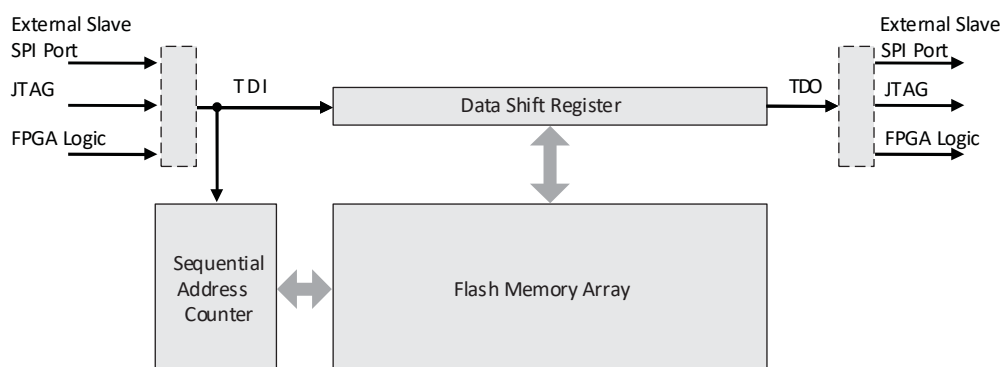 External Slave
SPI Port
JTAG
FPGA Logic
TDI
Data Shift Register
TDO
External Slave
SPI Port
JTAG
FPGA Logic
Sequential
Address
Counter
Flash Memory Array